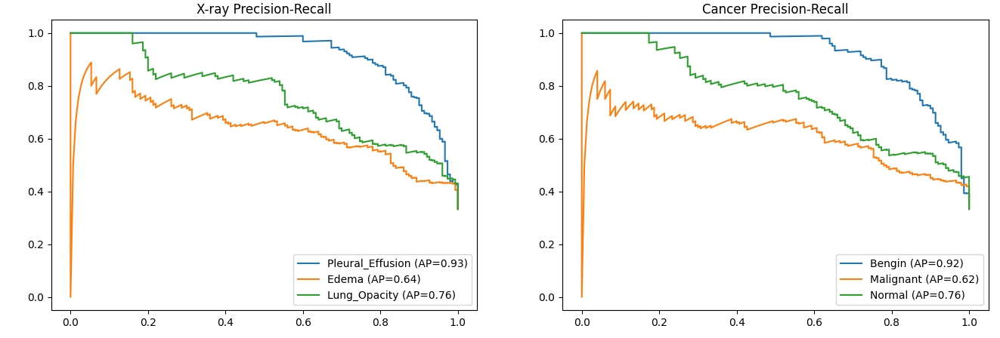 X-ray Precision-Recall
1.0
0.8
0.6
0.4
0.2
0.0
0.0 0.2 0.4 0.6 0.8 1.0
Pleural_Effusion (AP=0.93)
Edema (AP=0.64)
Lung_Opacity (AP=0.76)
Cancer Precision-Recall
1.0
0.8
0.6
0.4
0.2
0.0
0.0 0.2 0.4 0.6 0.8 1.0
Bengin (AP=0.92)
Malignant (AP=0.62)
Normal (AP=0.76)